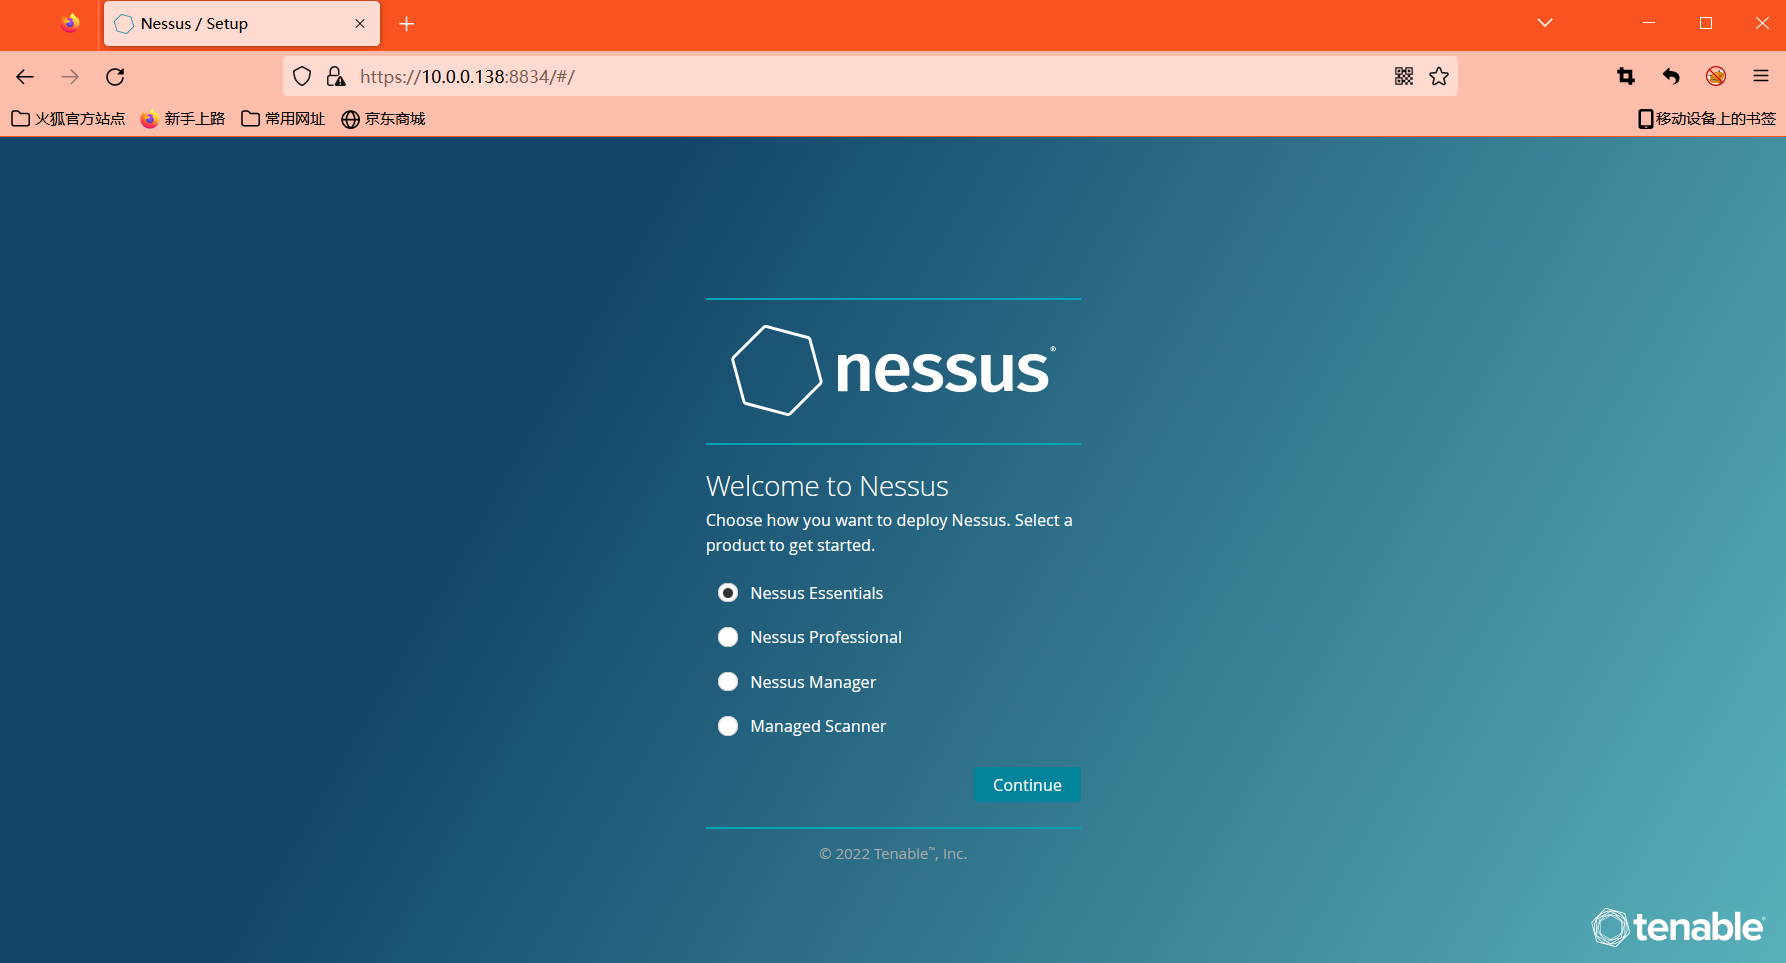 Nessus / Setup
https://10.0.0.138:8834/#/
火狐官方站点 新手上路 常用网址 京东商城 移动设备上的书签
nessus®
Welcome to Nessus
Choose how you want to deploy Nessus. Select a
product to get started.
Nessus Essentials
Nessus Professional
Nessus Manager
Managed Scanner
Continue
© 2022 Tenable™, Inc.
tenable®